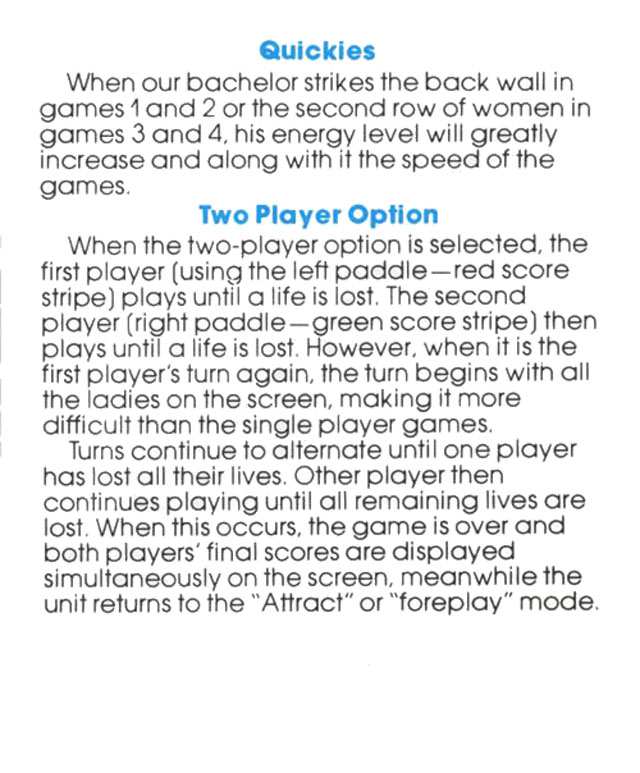 Quickies
When our bachelor strikes the back wall in
games 1 and 2 or the second row of women in
games 3 and 4, his energy level will greatly
increase and along with it the speed of the
games.
Two Player Option
When the two-player option is selected, the
first player (using the left paddle—red score
stripe) plays until a life is lost. The second
player (right paddle—green score stripe) then
plays until a life is lost. However, when it is the
first player's turn again, the turn begins with all
the ladies on the screen, making it more
difficult than the single player games.
Turns continue to alternate until one player
has lost all their lives. Other player then
continues playing until all remaining lives are
lost. When this occurs, the game is over and
both players' final scores are displayed
simultaneously on the screen, meanwhile the
unit returns to the "Attract" or "foreplay" mode.